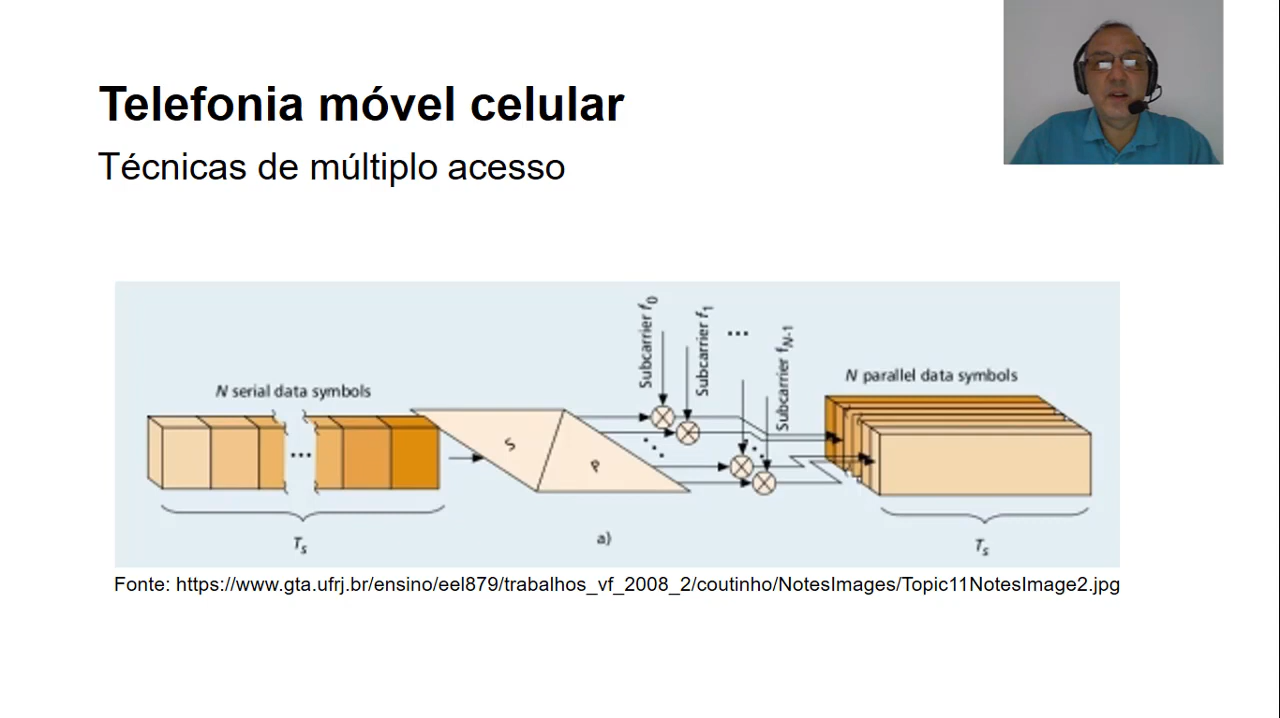 Telefonia móvel celular
Técnicas de múltiplo acesso
Subcarrier f0
Subcarrier f1
...
Subcarrier fN-1
N serial data symbols
N parallel data symbols
...
S
P
Ts
a)
Ts
Fonte: https://www.gta.ufrj.br/ensino/eel879/trabalhos_vf_2008_2/coutinho/NotesImages/Topic11NotesImage2.jpg